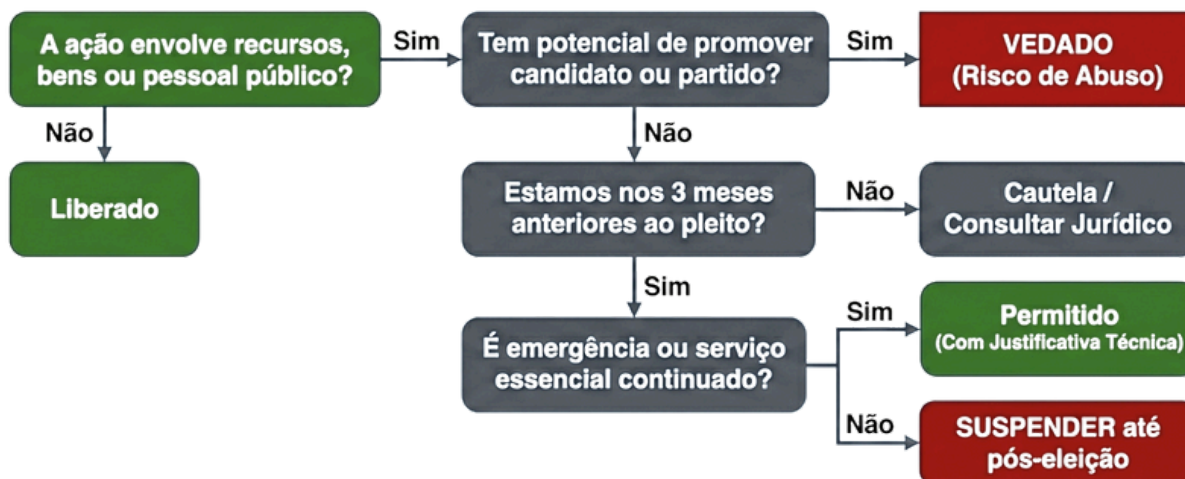 A ação envolve recursos,
bens ou pessoal público?
Sim
Tem potencial de promover
candidato ou partido?
Sim
VEDADO
(Risco de Abuso)
Não
Não
Liberado
Estamos nos 3 meses
anteriores ao pleito?
Não
Cautela /
Consultar Jurídico
Sim
É emergência ou serviço
essencial continuado?
Sim
Permitido
(Com Justificativa Técnica)
Não
SUSPENDER até
pós-eleição